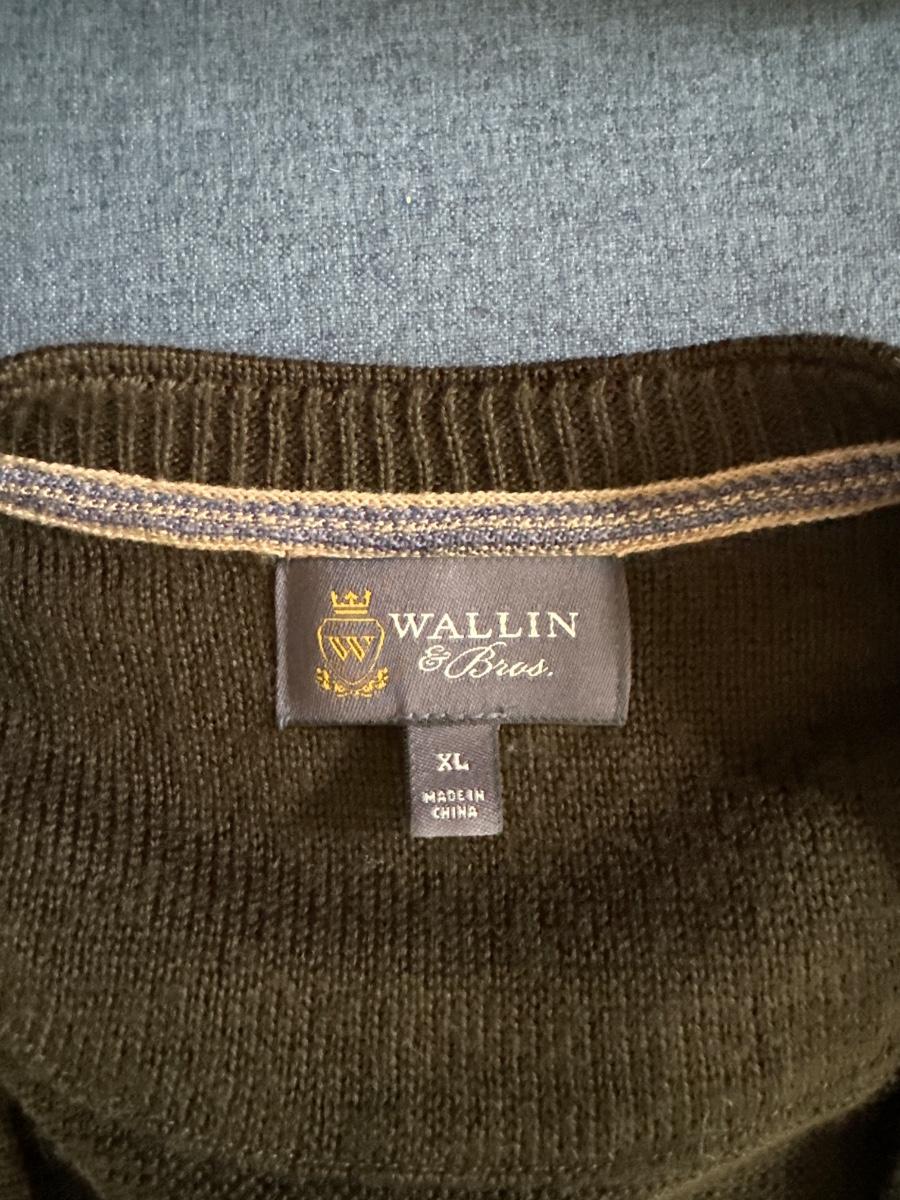 W
WALLIN
& Bros.
XL
MADE IN
CHINA